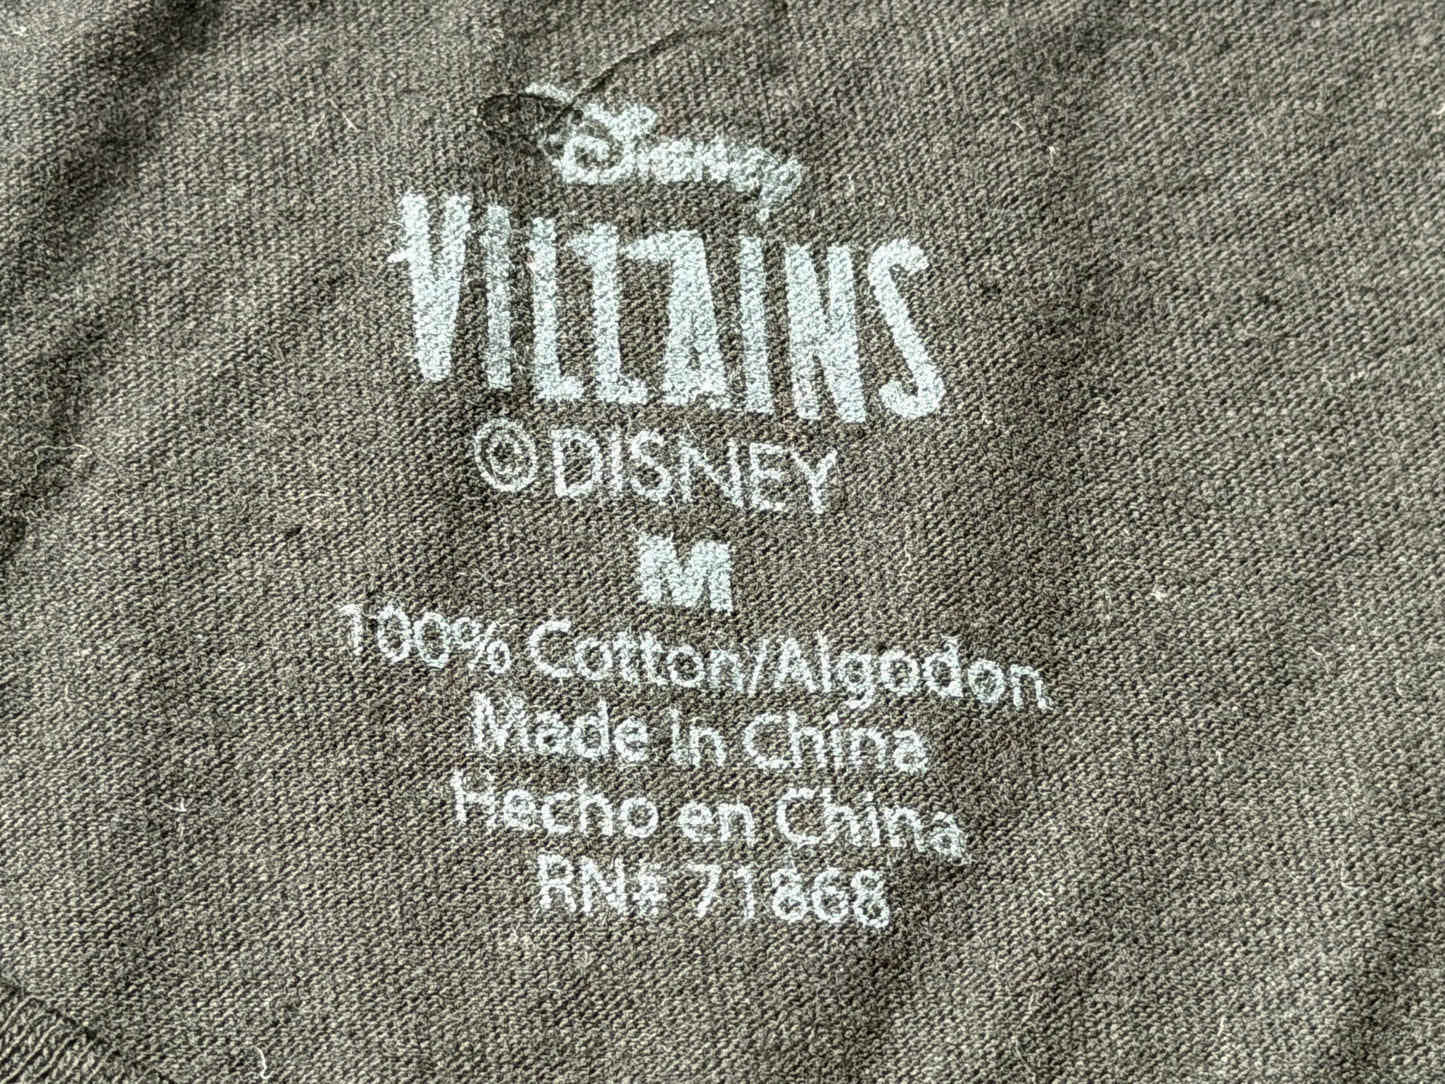 Disney
VILLAINS
©DISNEY
M
100% Cotton/Algodon
Made in China
Hecho en China
RN# 71868